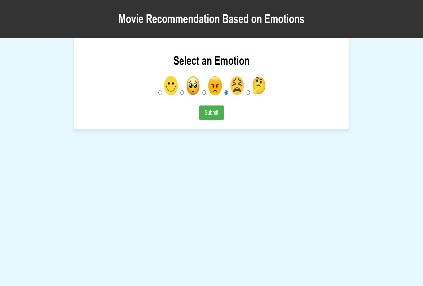 Movie Recommendation Based on Emotions
Select an Emotion
Submit